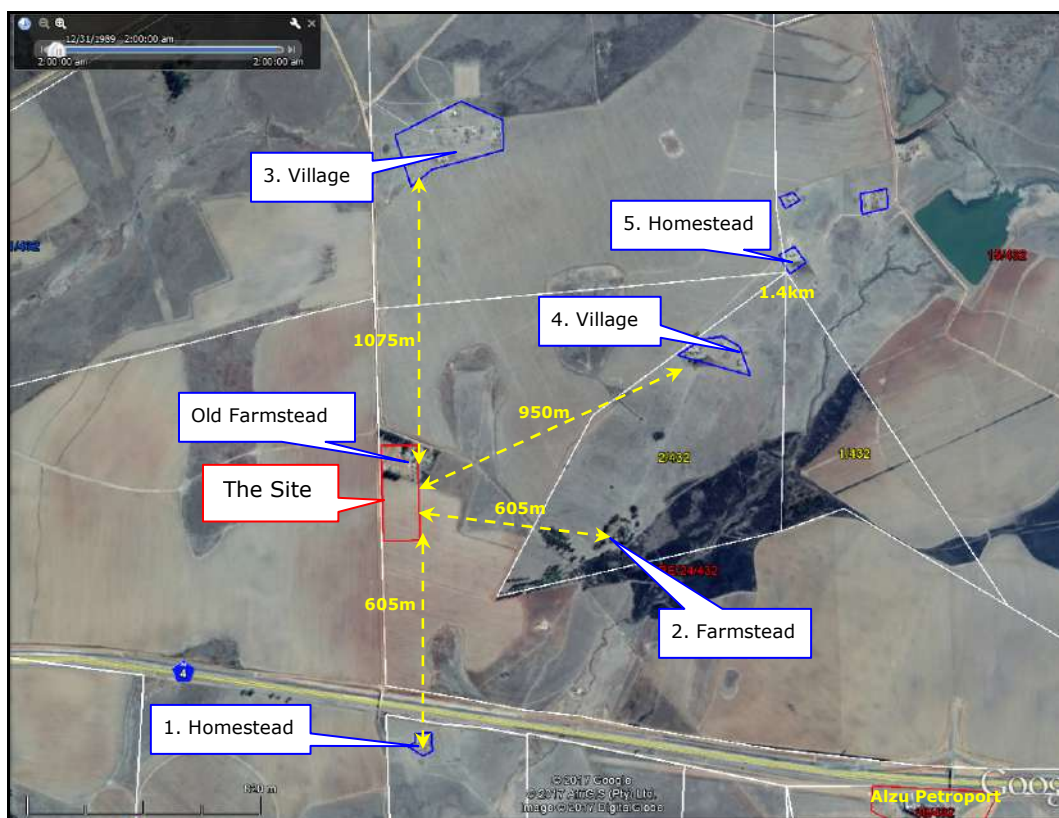 12/31/1989 2:00:00 am
2:00:00 am
2:00:00 am
3. Village
5. Homestead
1.4km
4. Village
1075m
950m
Old Farmstead
The Site
2/432
1/432
605m
605m
2. Farmstead
4
1. Homestead
© 2017 Google
© 2017 AfriGIS (Pty) Ltd.
Image © 2017 DigitalGlobe
Goog
Alzu Petroport